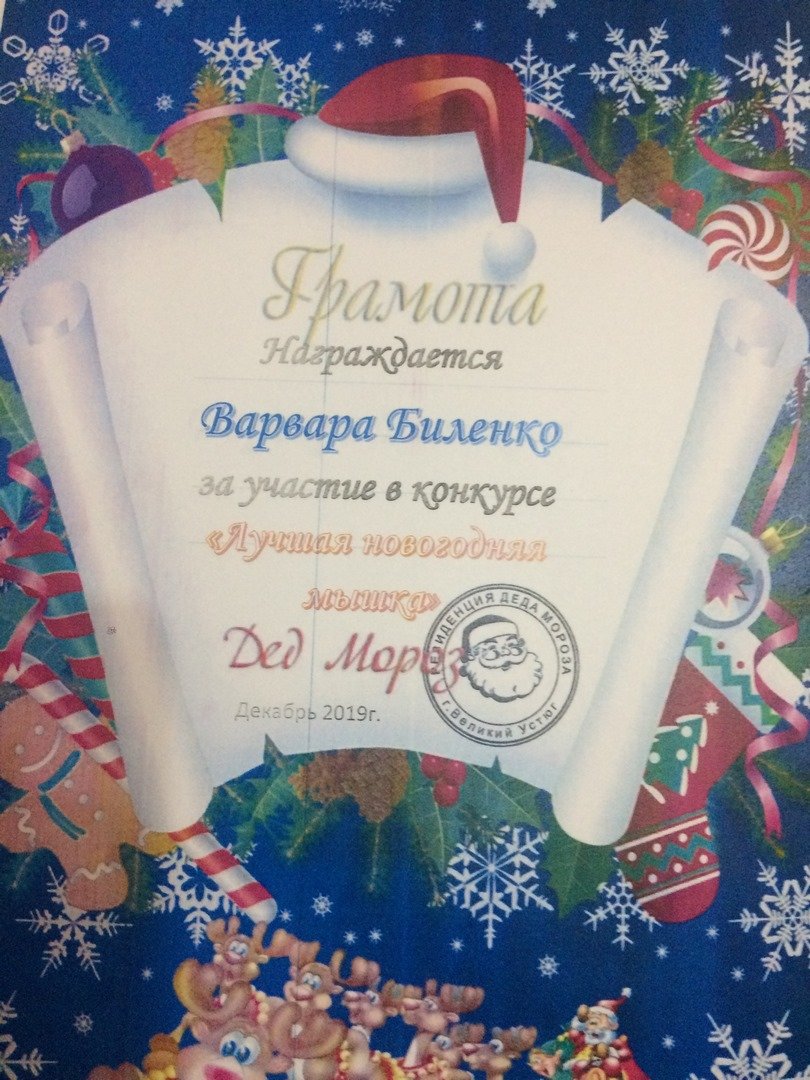 Грамота
Награждается
Варвара Биленко
за участие в конкурсе
«Лучшая новогодняя
мышка»
Дед Мороз
РЕЗИДЕНЦИЯ ДЕДА МОРОЗА
г. Великий Устюг
Декабрь 2019г.